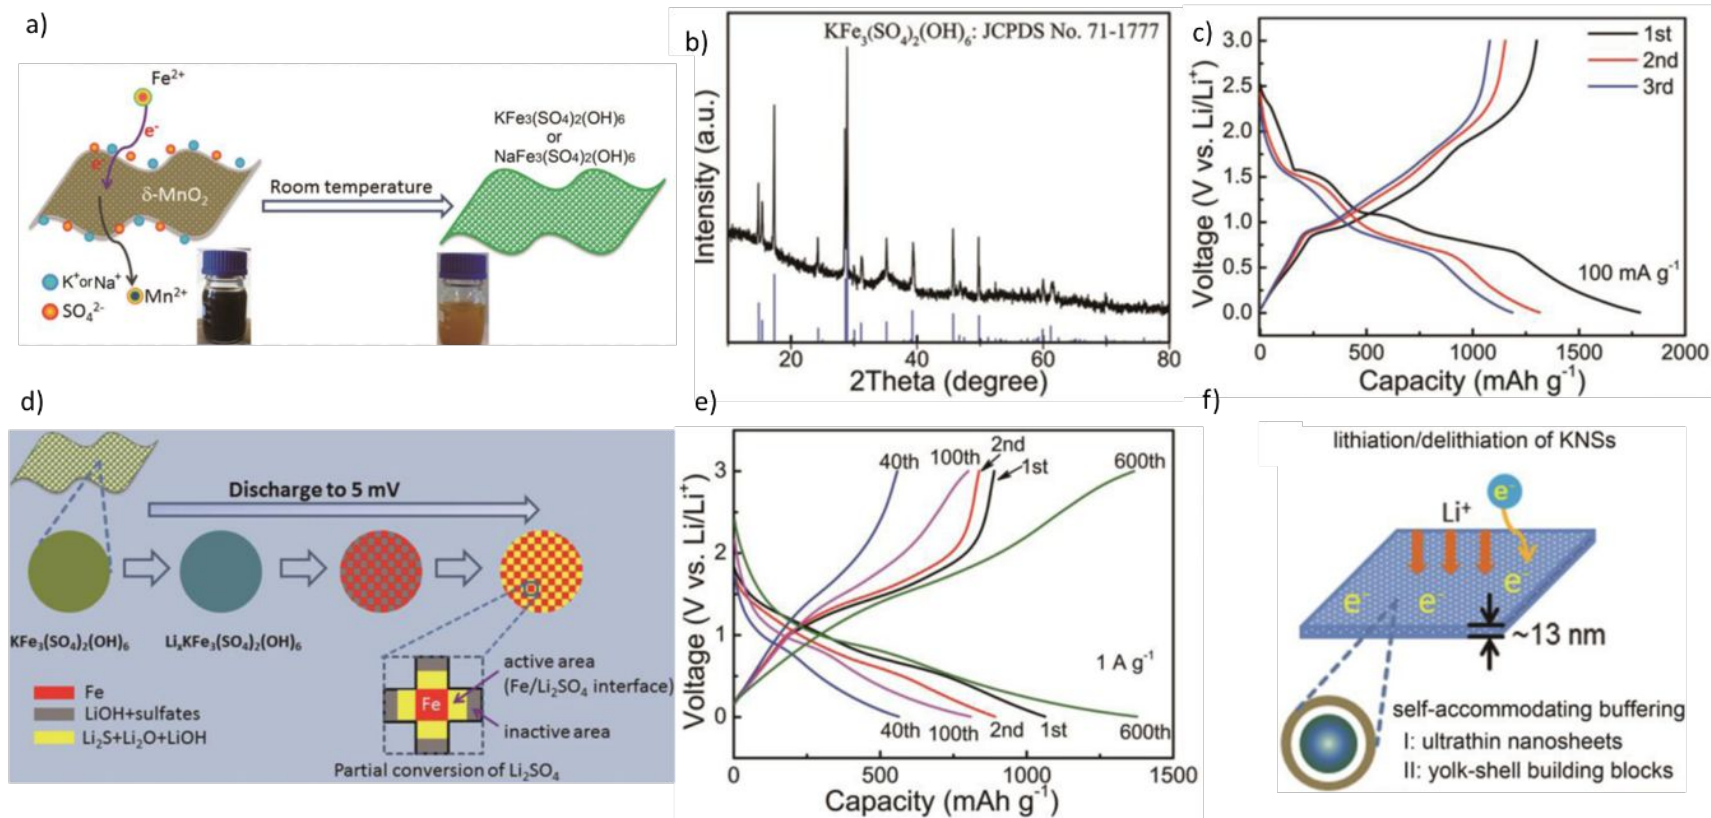 a)
Fe²⁺
e⁻
e⁻
δ-MnO₂
K⁺orNa⁺
SO₄²⁻
Mn²⁺
Room temperature
KFe₃(SO₄)₂(OH)₆
or
NaFe₃(SO₄)₂(OH)₆
b)
KFe₃(SO₄)₂(OH)₆: JCPDS No. 71-1777
Intensity (a.u.)
20 40 60 80
2Theta (degree)
c)
1st
2nd
3rd
100 mA g⁻¹
Voltage (V vs. Li/Li⁺)
3.0
2.5
2.0
1.5
1.0
0.5
0.0
0 500 1000 1500 2000
Capacity (mAh g⁻¹)
d)
Discharge to 5 mV
KFe₃(SO₄)₂(OH)₆
LiₓKFe₃(SO₄)₂(OH)₆
Fe
LiOH+sulfates
Li₂S+Li₂O+LiOH
Fe
active area
(Fe/Li₂SO₄ interface)
inactive area
Partial conversion of Li₂SO₄
e)
40th 100th 2nd 1st 600th
1 A g⁻¹
40th 100th 2nd 1st 600th
Voltage (V vs. Li/Li⁺)
3
2
1
0
0 500 1000 1500
Capacity (mAh g⁻¹)
f)
lithiation/delithiation of KNSs
e⁻
Li⁺
e⁻
e⁻ e⁻
~13 nm
self-accommodating buffering
I: ultrathin nanosheets
II: yolk-shell building blocks